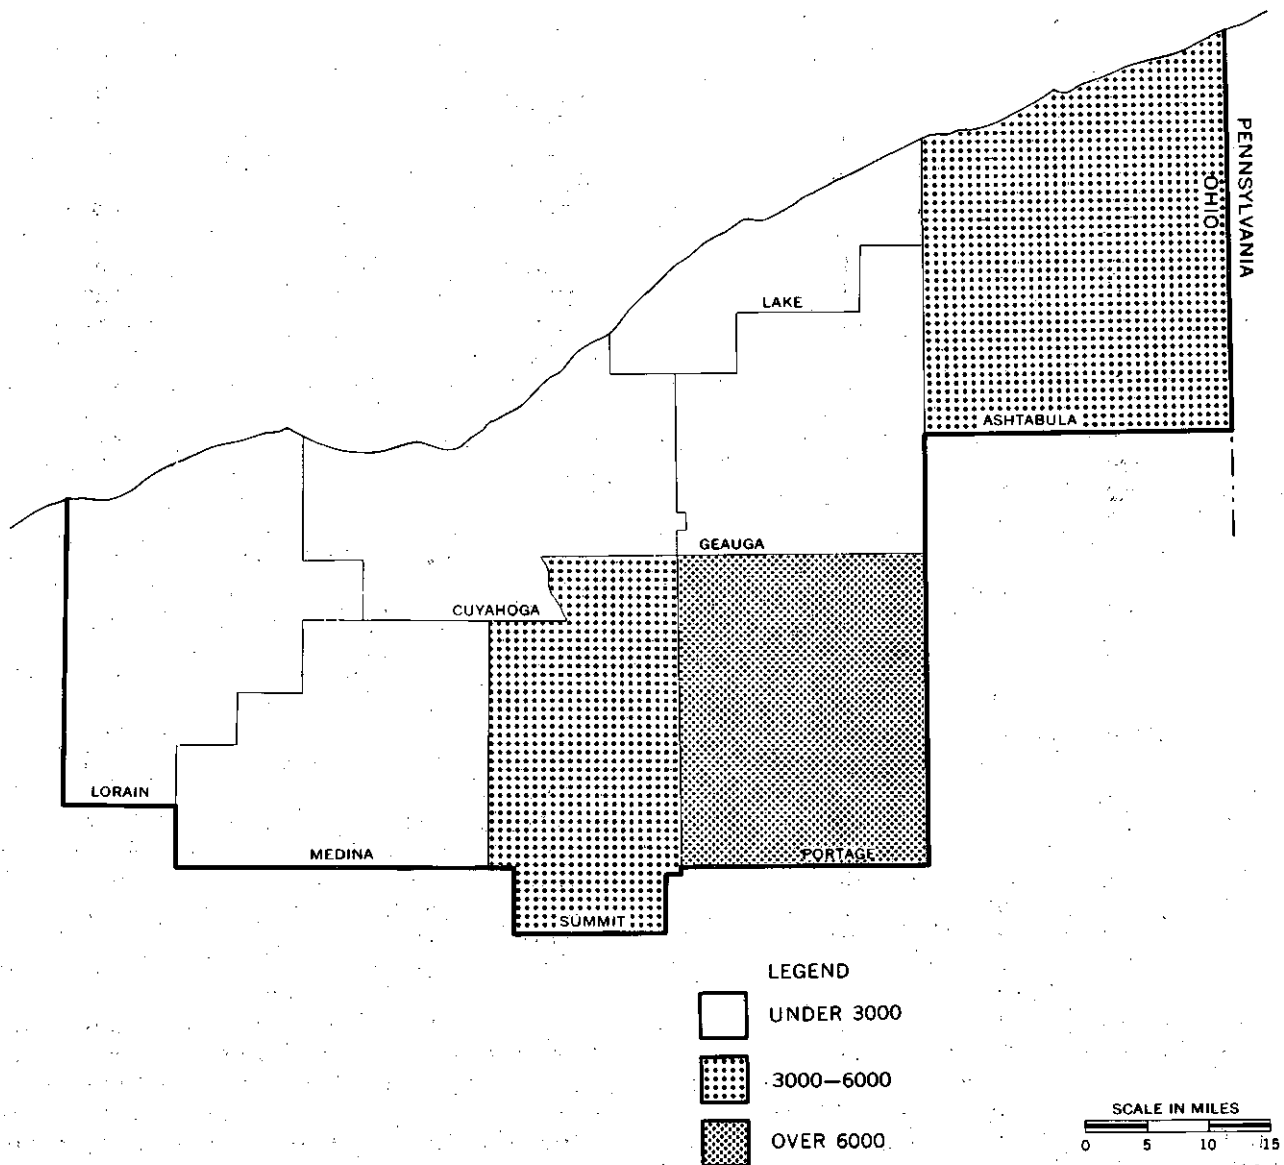 PENNSYLVANIA
OHIO
LAKE
ASHTABULA
GEAUGA
CUYAHOGA
LORAIN
MEDINA
PORTAGE
SUMMIT
LEGEND
UNDER 3000
3000—6000
OVER 6000
SCALE IN MILES
0 5 10 15